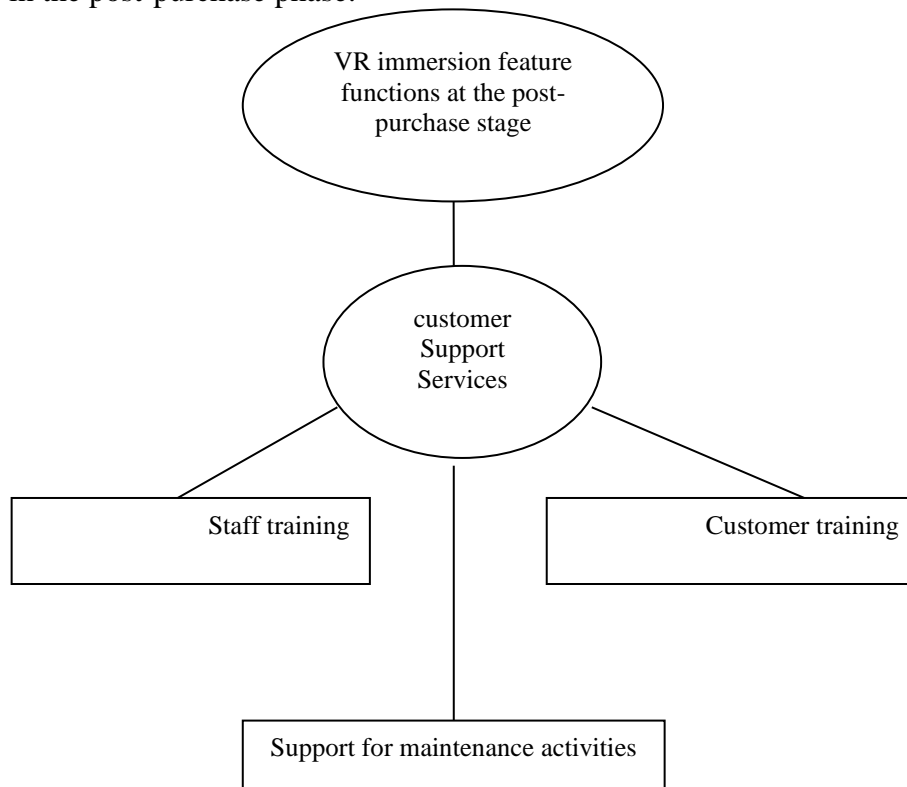 in the post-purchase phase.
VR immersion feature
functions at the post-
purchase stage
customer
Support
Services
Staff training
Customer training
Support for maintenance activities